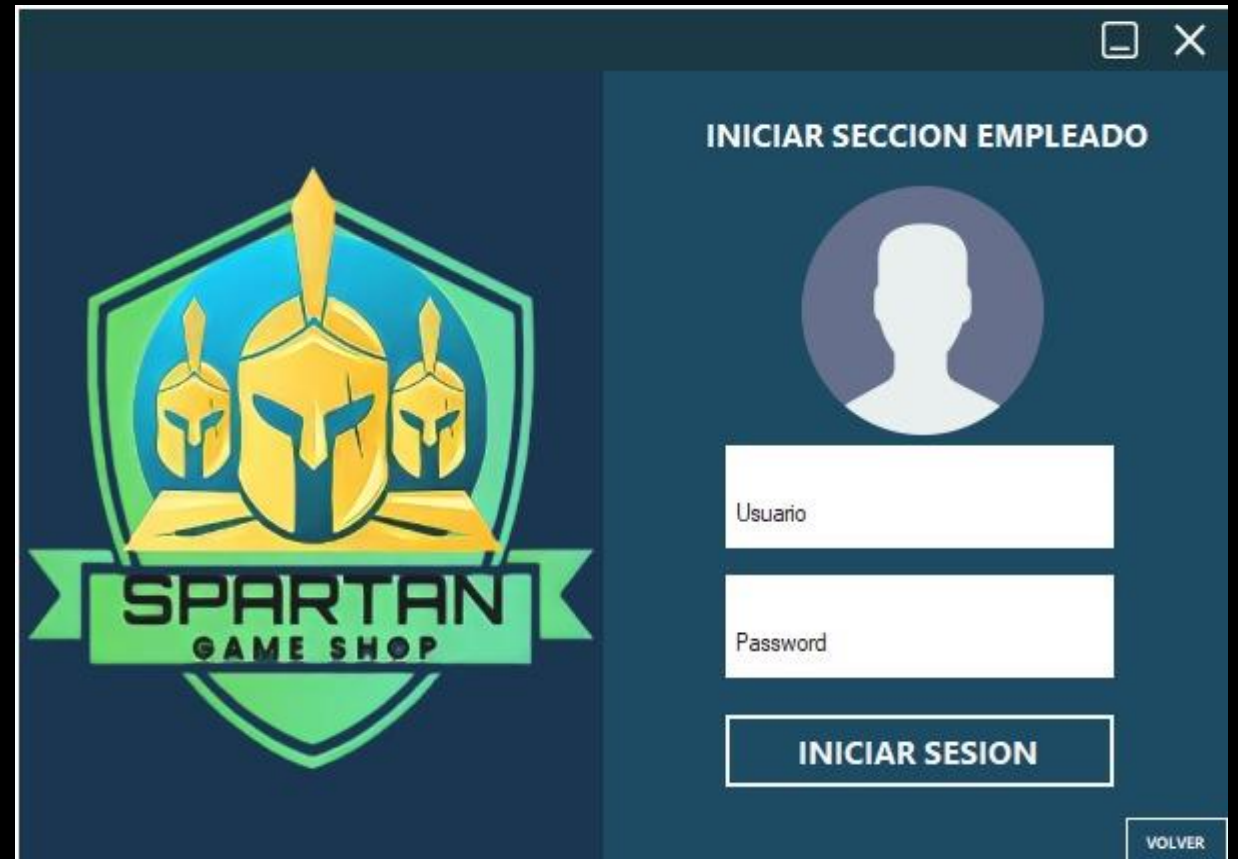 INICIAR SECCION EMPLEADO
SPARTAN
GAME SHOP
Usuario
Password
INICIAR SESION
VOLVER